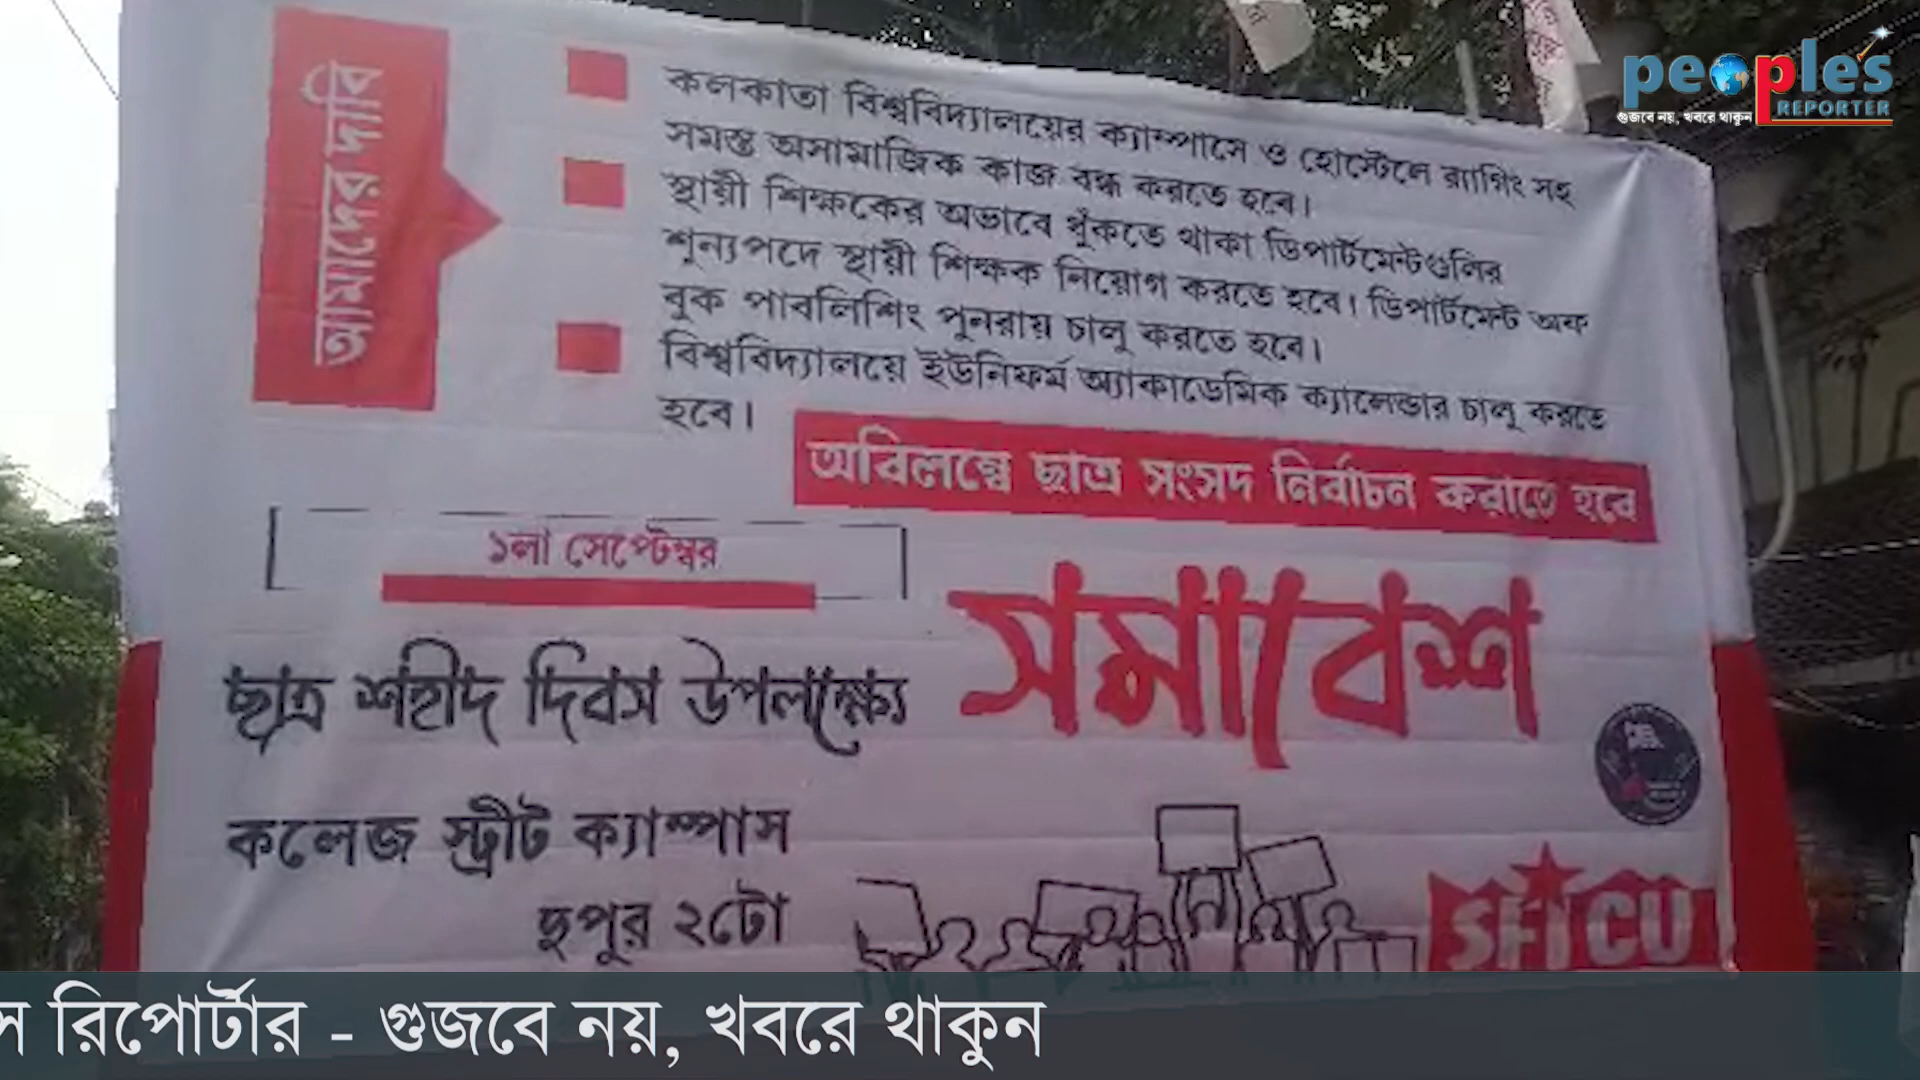 আমাদের দাবি
কলকাতা বিশ্ববিদ্যালয়ের ক্যাম্পাসে ও হোস্টেলে র‍্যাগিং সহ
সমস্ত অসামাজিক কাজ বন্ধ করতে হবে।
স্থায়ী শিক্ষকের অভাবে ধুঁকতে থাকা ডিপার্টমেন্টগুলির
শূন্যপদে স্থায়ী শিক্ষক নিয়োগ করতে হবে। ডিপার্টমেন্ট অফ
বুক পাবলিশিং পুনরায় চালু করতে হবে।
বিশ্ববিদ্যালয়ে ইউনিফর্ম অ্যাকাডেমিক ক্যালেন্ডার চালু করতে
হবে।
অবিলম্বে ছাত্র সংসদ নির্বাচন করাতে হবে
১লা সেপ্টেম্বর
ছাত্র শহীদ দিবস উপলক্ষ্যে
সমাবেশ
কলেজ স্ট্রীট ক্যাম্পাস
দুপুর ২টো
SFICU
people's
REPORTER
গুজবে নয়, খবরে থাকুন
স রিপোর্টার - গুজবে নয়, খবরে থাকুন